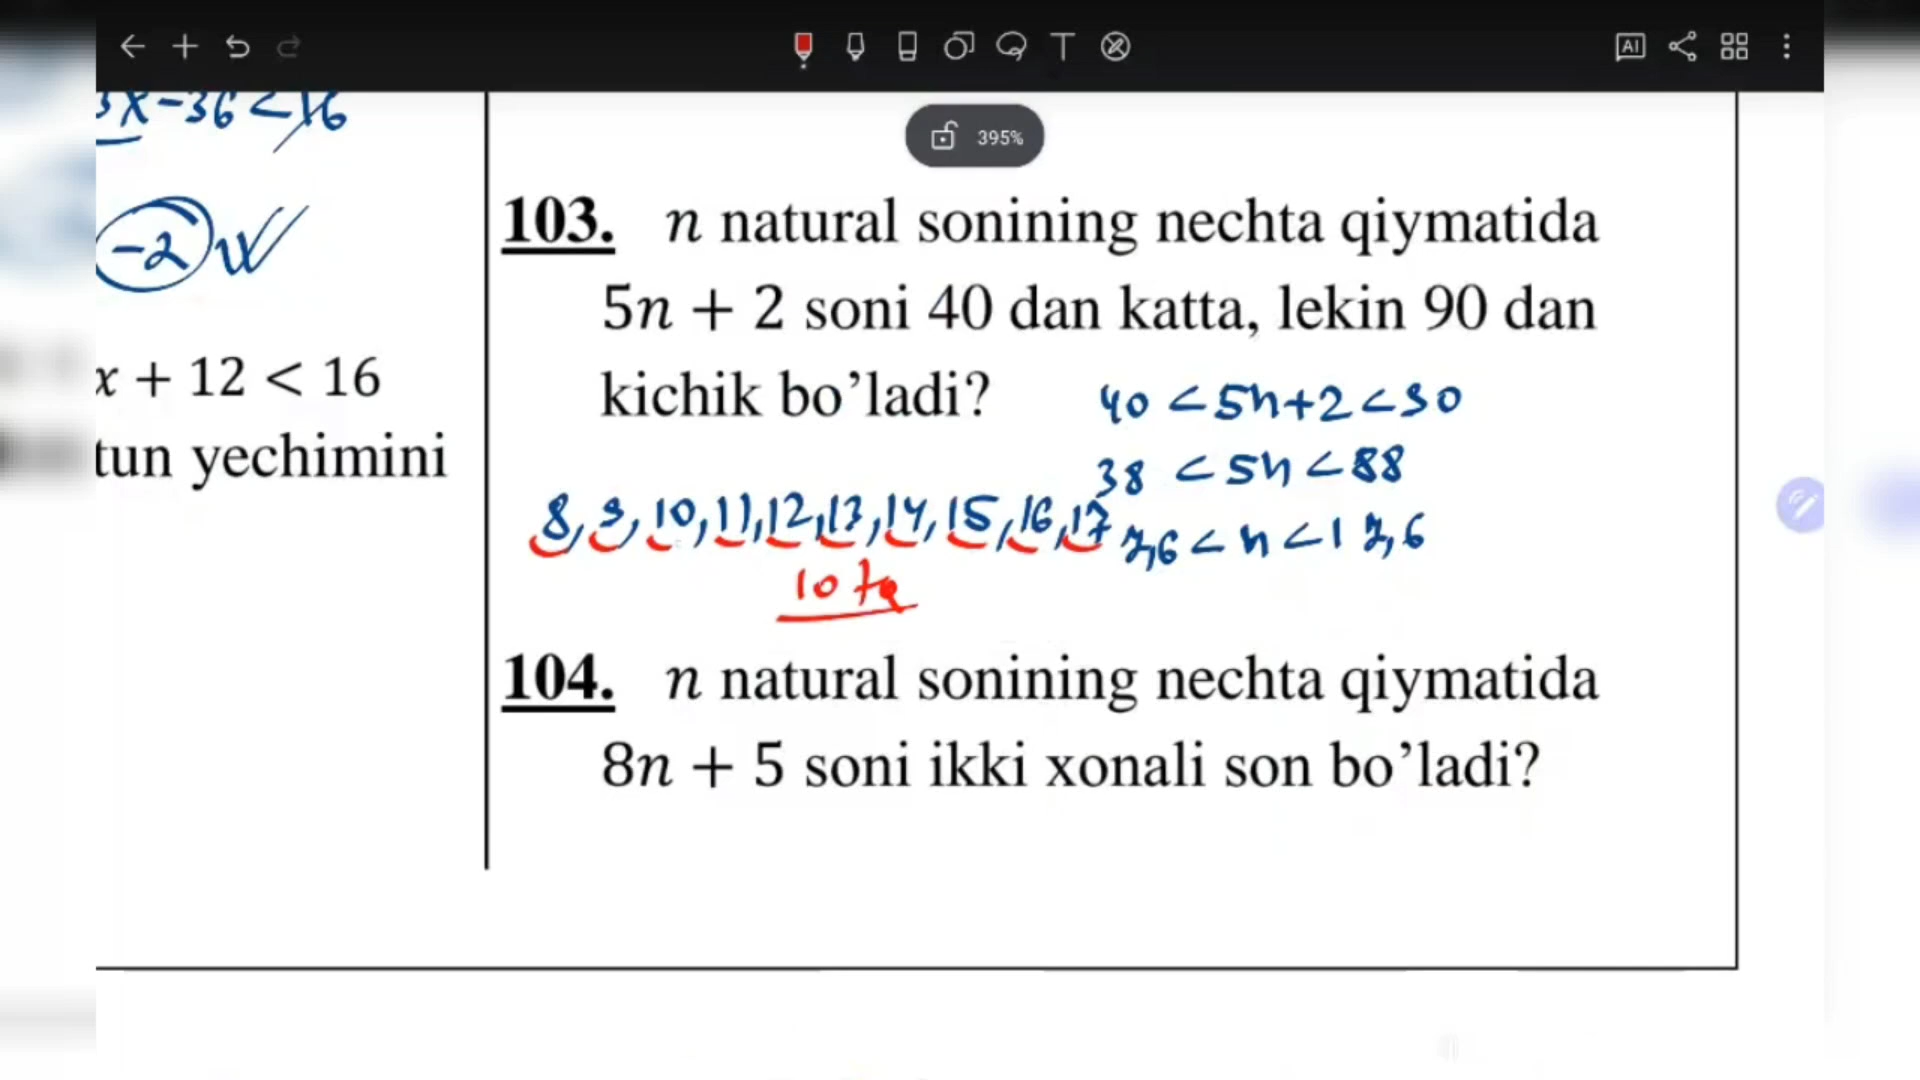 AI
395%
3x-36<16
-2
x + 12 < 16
tun yechimini
103. n natural sonining nechta qiymatida
5n + 2 soni 40 dan katta, lekin 90 dan
kichik bo’ladi?
40<5n+2<90
38<5n<88
7,6<n<17,6
8,9,10,11,12,13,14,15,16,17
10 ta
104. n natural sonining nechta qiymatida
8n + 5 soni ikki xonali son bo’ladi?